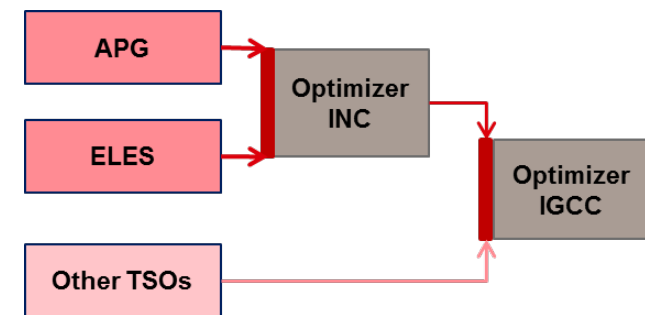 APG
Optimizer
INC
ELES
Optimizer
IGCC
Other TSOs